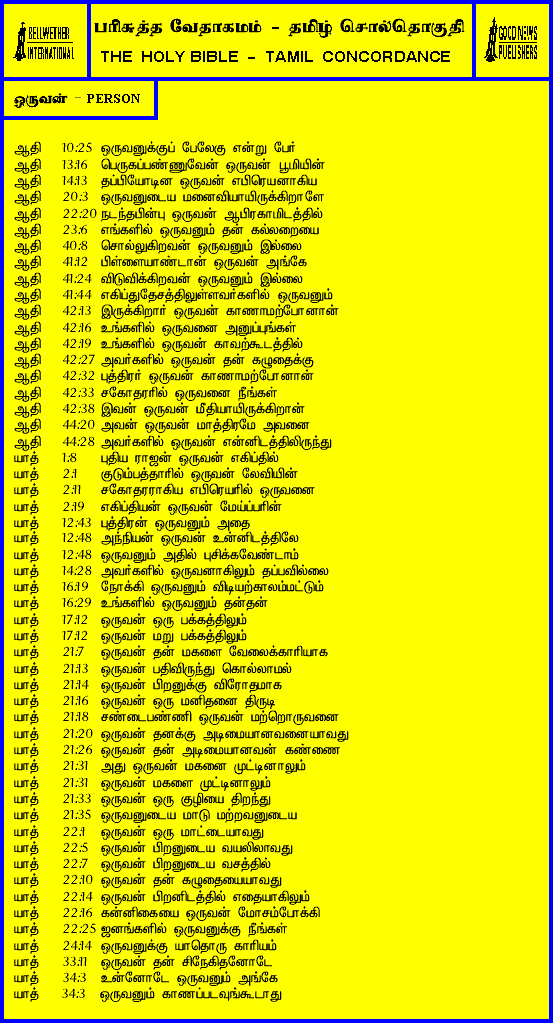 BELLWETHER
INTERNATIONAL
பரிசுத்த வேதாகமம் - தமிழ் சொல்தொகுதி
THE HOLY BIBLE - TAMIL CONCORDANCE
GOOD NEWS
PUBLISHERS
ஒருவன் - PERSON
ஆதி 10:25 ஒருவனுக்குப் பேலேகு என்று பேர்
ஆதி 13:16 பெருகப்பண்ணுவேன் ஒருவன் பூமியின்
ஆதி 14:13 தப்பியோடின ஒருவன் எபிரெயனாகிய
ஆதி 20:3 ஒருவனுடைய மனைவியாயிருக்கிறாளே
ஆதி 22:20 நடந்தபின்பு ஒருவன் ஆபிரகாமிடத்தில்
ஆதி 23:6 எங்களில் ஒருவனும் தன் கல்லறையை
ஆதி 40:8 சொல்லுகிறவன் ஒருவனும் இல்லை
ஆதி 41:12 பிள்ளையாண்டான் ஒருவன் அங்கே
ஆதி 41:24 விடுவிக்கிறவன் ஒருவனும் இல்லை
ஆதி 41:44 எகிப்துதேசத்திலுள்ளவர்களில் ஒருவனும்
ஆதி 42:13 இருக்கிறார் ஒருவன் காணாமற்போனான்
ஆதி 42:16 உங்களில் ஒருவனை அனுப்புங்கள்
ஆதி 42:19 உங்களில் ஒருவன் காவற்கூடத்தில்
ஆதி 42:27 அவர்களில் ஒருவன் தன் கழுதைக்கு
ஆதி 42:32 புத்திரர் ஒருவன் காணாமற்போனான்
ஆதி 42:33 சகோதரரில் ஒருவனை நீங்கள்
ஆதி 42:38 இவன் ஒருவன் மீதியாயிருக்கிறான்
ஆதி 44:20 அவன் ஒருவன் மாத்திரமே அவனை
ஆதி 44:28 அவர்களில் ஒருவன் என்னிடத்திலிருந்து
யாத் 1:8 புதிய ராஜன் ஒருவன் எகிப்தில்
யாத் 2:1 குடும்பத்தாரில் ஒருவன் லேவியின்
யாத் 2:11 சகோதரராகிய எபிரெயரில் ஒருவனை
யாத் 2:19 எகிப்தியன் ஒருவன் மேய்ப்பரின்
யாத் 12:43 புத்திரன் ஒருவனும் அதை
யாத் 12:48 அந்நியன் ஒருவன் உன்னிடத்திலே
யாத் 12:48 ஒருவனும் அதில் புசிக்கவேண்டாம்
யாத் 14:28 அவர்களில் ஒருவனாகிலும் தப்பவில்லை
யாத் 16:19 நோக்கி ஒருவனும் விடியற்காலம்மட்டும்
யாத் 16:29 உங்களில் ஒருவனும் தன்தன்
யாத் 17:12 ஒருவன் ஒரு பக்கத்திலும்
யாத் 17:12 ஒருவன் மறு பக்கத்திலும்
யாத் 21:7 ஒருவன் தன் மகளை வேலைக்காரியாக
யாத் 21:13 ஒருவன் பதிவிருந்து கொல்லாமல்
யாத் 21:14 ஒருவன் பிறனுக்கு விரோதமாக
யாத் 21:16 ஒருவன் ஒரு மனிதனை திருடி
யாத் 21:18 சண்டைபண்ணி ஒருவன் மற்றொருவனை
யாத் 21:20 ஒருவன் தனக்கு அடிமையானவனையாவது
யாத் 21:26 ஒருவன் தன் அடிமையானவன் கண்ணை
யாத் 21:31 அது ஒருவன் மகனை முட்டினாலும்
யாத் 21:31 ஒருவன் மகளை முட்டினாலும்
யாத் 21:33 ஒருவன் ஒரு குழியை திறந்து
யாத் 21:35 ஒருவனுடைய மாடு மற்றவனுடைய
யாத் 22:1 ஒருவன் ஒரு மாட்டையாவது
யாத் 22:5 ஒருவன் பிறனுடைய வயலிலாவது
யாத் 22:7 ஒருவன் பிறனுடைய வசத்தில்
யாத் 22:10 ஒருவன் தன் கழுதையையாவது
யாத் 22:14 ஒருவன் பிறனிடத்தில் எதையாகிலும்
யாத் 22:16 கன்னிகையை ஒருவன் மோசம்போக்கி
யாத் 22:25 ஜனங்களில் ஒருவனுக்கு நீங்கள்
யாத் 24:14 ஒருவனுக்கு யாதொரு காரியம்
யாத் 33:11 ஒருவன் தன் சிநேகிதனோடே
யாத் 34:3 உன்னோடே ஒருவனும் அங்கே
யாத் 34:3 ஒருவனும் காணப்படவுங்கூடாது